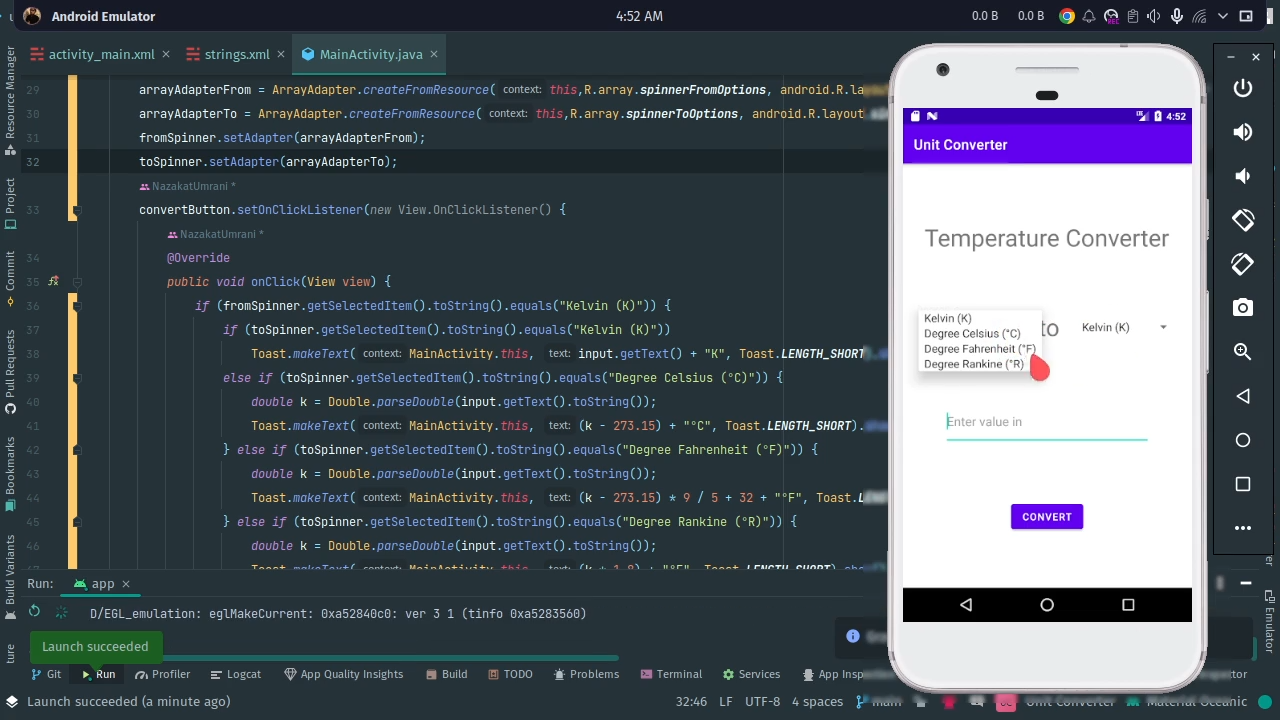 Android Emulator
4:52 AM
0.0 B
0.0 B
REC
activity_main.xml
strings.xml
MainActivity.java
29 arrayAdapterFrom = ArrayAdapter.createFromResource( context: this,R.array.spinnerFromOptions, android.R.layo
30 arrayAdapterTo = ArrayAdapter.createFromResource( context: this,R.array.spinnerToOptions, android.R.layout
31 fromSpinner.setAdapter(arrayAdapterFrom);
32 toSpinner.setAdapter(arrayAdapterTo);
NazakatUmrani *
33 convertButton.setOnClickListener(new View.OnClickListener() {
NazakatUmrani *
34 @Override
35 public void onClick(View view) {
36 if (fromSpinner.getSelectedItem().toString().equals("Kelvin (K)")) {
37 if (toSpinner.getSelectedItem().toString().equals("Kelvin (K)"))
38 Toast.makeText( context: MainActivity.this, text: input.getText() + "K", Toast.LENGTH_SHORT
39 else if (toSpinner.getSelectedItem().toString().equals("Degree Celsius (°C)")) {
40 double k = Double.parseDouble(input.getText().toString());
41 Toast.makeText( context: MainActivity.this, text: (k - 273.15) + "°C", Toast.LENGTH_SHORT).
42 } else if (toSpinner.getSelectedItem().toString().equals("Degree Fahrenheit (°F)")) {
43 double k = Double.parseDouble(input.getText().toString());
44 Toast.makeText( context: MainActivity.this, text: (k - 273.15) * 9 / 5 + 32 + "°F", Toast.L
45 } else if (toSpinner.getSelectedItem().toString().equals("Degree Rankine (°R)")) {
46 double k = Double.parseDouble(input.getText().toString());
Resource Manager
Project
Commit
Pull Requests
Bookmarks
Build Variants
ture
4:52
Unit Converter
Temperature Converter
Kelvin (K)
Degree Celsius (°C)
Degree Fahrenheit (°F)
Degree Rankine (°R)
to
Kelvin (K)
Enter value in
CONVERT
Run:
app
D/EGL_emulation: eglMakeCurrent: 0xa52840c0: ver 3 1 (tinfo 0xa5283560)
Launch succeeded
Emulator
Git
Run
Profiler
Logcat
App Quality Insights
Build
TODO
Problems
Terminal
Services
App Inspe
Launch succeeded (a minute ago)
32:46
LF
UTF-8
4 spaces
main
Unit Converter
Material Oceanic